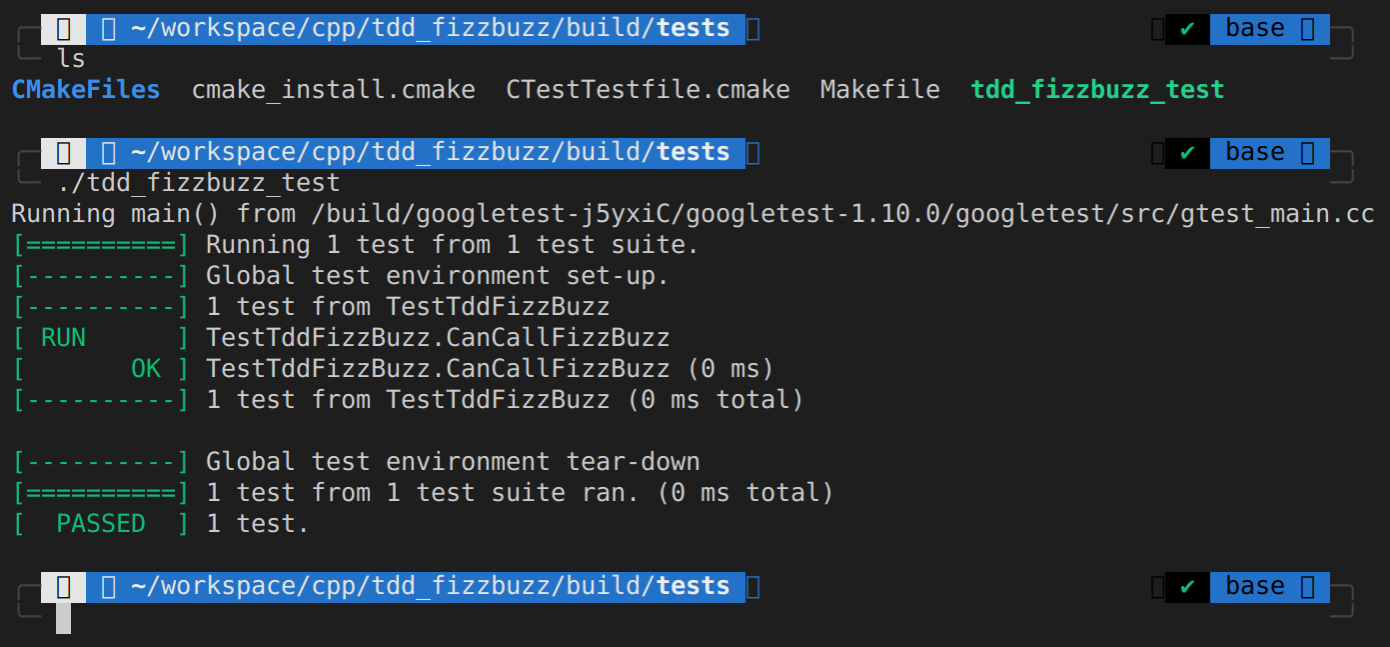 ~/workspace/cpp/tdd_fizzbuzz/build/tests ✔ base
ls
CMakeFiles cmake_install.cmake CTestTestfile.cmake Makefile tdd_fizzbuzz_test
~/workspace/cpp/tdd_fizzbuzz/build/tests ✔ base
./tdd_fizzbuzz_test
Running main() from /build/googletest-j5yxiC/googletest-1.10.0/googletest/src/gtest_main.cc
[==========] Running 1 test from 1 test suite.
[----------] Global test environment set-up.
[----------] 1 test from TestTddFizzBuzz
[ RUN      ] TestTddFizzBuzz.CanCallFizzBuzz
[       OK ] TestTddFizzBuzz.CanCallFizzBuzz (0 ms)
[----------] 1 test from TestTddFizzBuzz (0 ms total)
[----------] Global test environment tear-down
[==========] 1 test from 1 test suite ran. (0 ms total)
[  PASSED  ] 1 test.
~/workspace/cpp/tdd_fizzbuzz/build/tests ✔ base